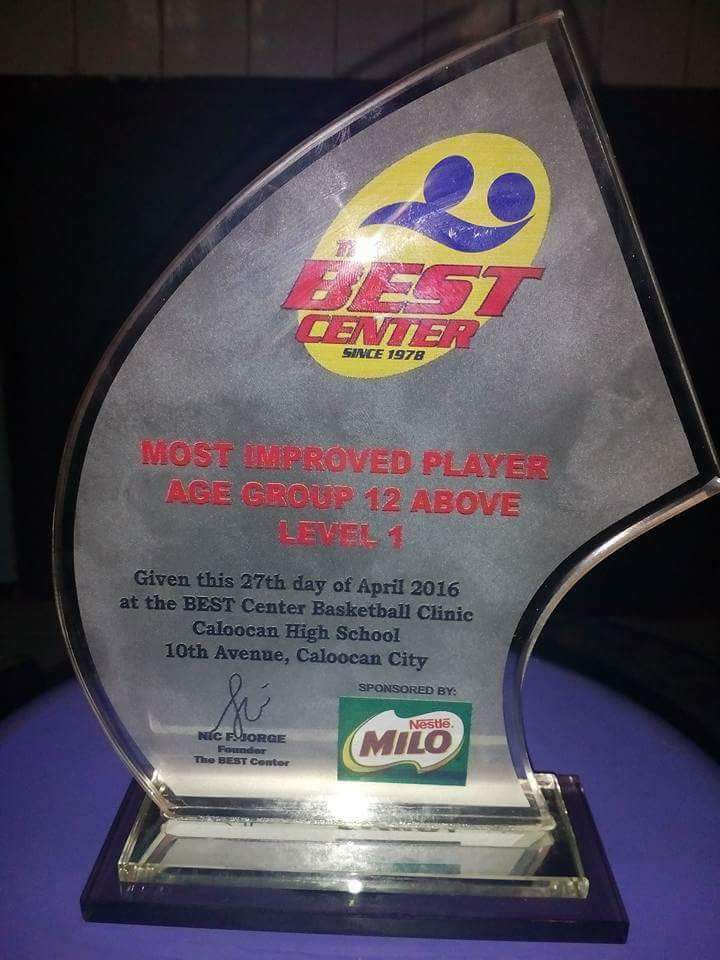 THE
BEST
CENTER
SINCE 1978
MOST IMPROVED PLAYER
AGE GROUP 12 ABOVE
LEVEL 1
Given this 27th day of April 2016
at the BEST Center Basketball Clinic
Caloocan High School
10th Avenue, Caloocan City
NIC F. JORGE
Founder
The BEST Center
SPONSORED BY:
Nestlé.
MILO